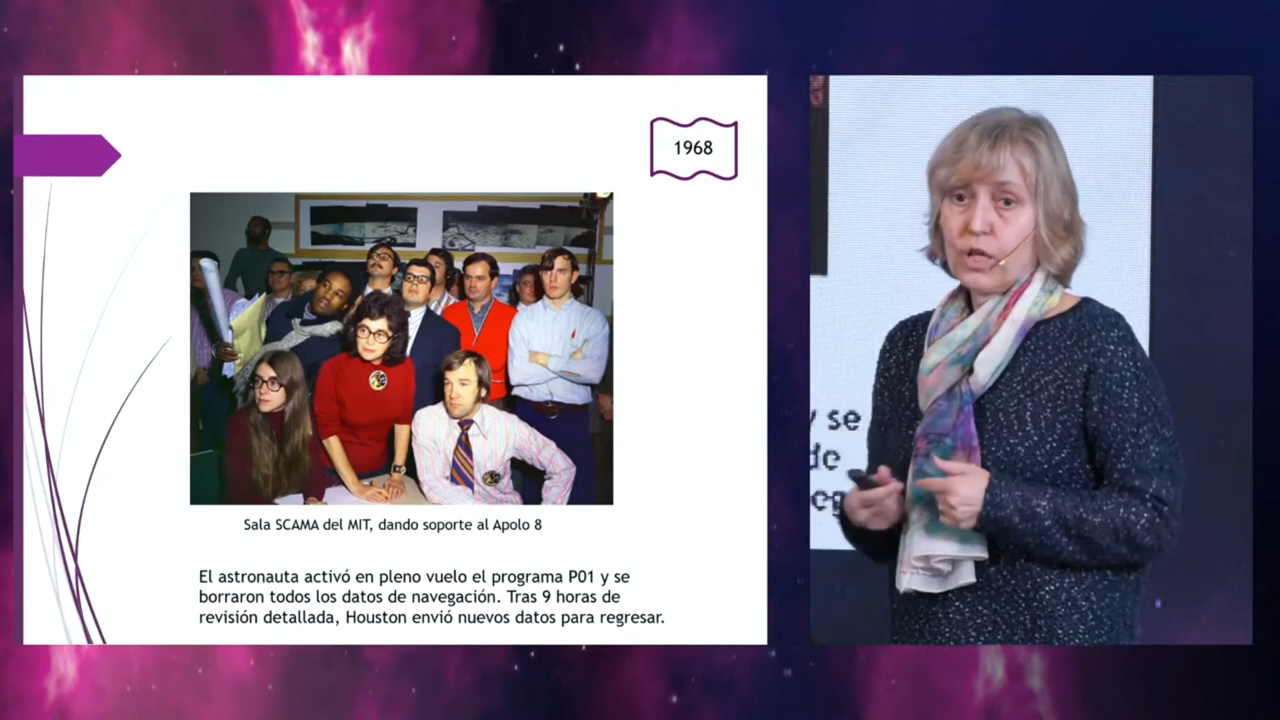 1968
Sala SCAMA del MIT, dando soporte al Apolo 8
El astronauta activó en pleno vuelo el programa P01 y se
borraron todos los datos de navegación. Tras 9 horas de
revisión detallada, Houston envió nuevos datos para regresar.
y se
de